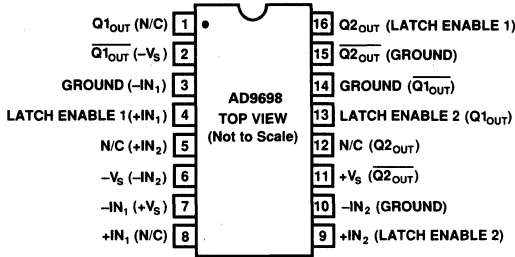 Q1OUT (N/C) 1 16 Q2OUT (LATCH ENABLE 1)
Q1OUT (–VS) 2 15 Q2OUT (GROUND)
GROUND (–IN1) 3 14 GROUND (Q1OUT)
LATCH ENABLE 1(+IN1) 4 13 LATCH ENABLE 2 (Q1OUT)
N/C (+IN2) 5 12 N/C (Q2OUT)
–VS (–IN2) 6 11 +VS (Q2OUT)
–IN1 (+VS) 7 10 –IN2 (GROUND)
+IN1 (N/C) 8 9 +IN2 (LATCH ENABLE 2)
AD9698
TOP VIEW
(Not to Scale)